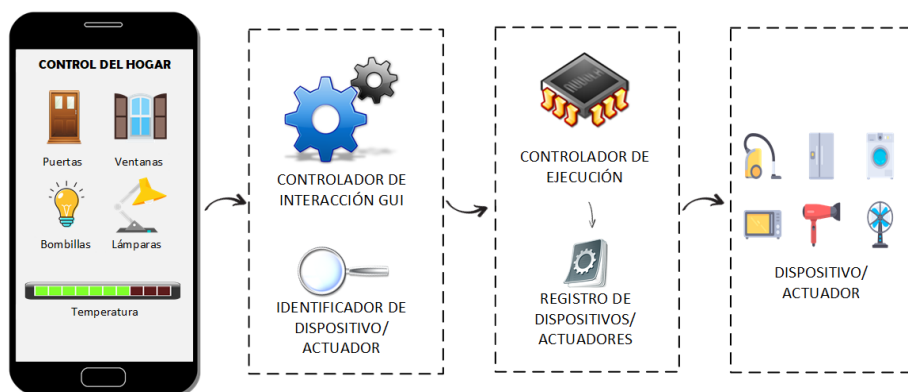 CONTROL DEL HOGAR
Puertas
Ventanas
Bombillas
Lámparas
Temperatura
CONTROLADOR DE
INTERACCIÓN GUI
IDENTIFICADOR DE
DISPOSITIVO/
ACTUADOR
CONTROLADOR DE
EJECUCIÓN
REGISTRO DE
DISPOSITIVOS/
ACTUADORES
DISPOSITIVO/
ACTUADOR